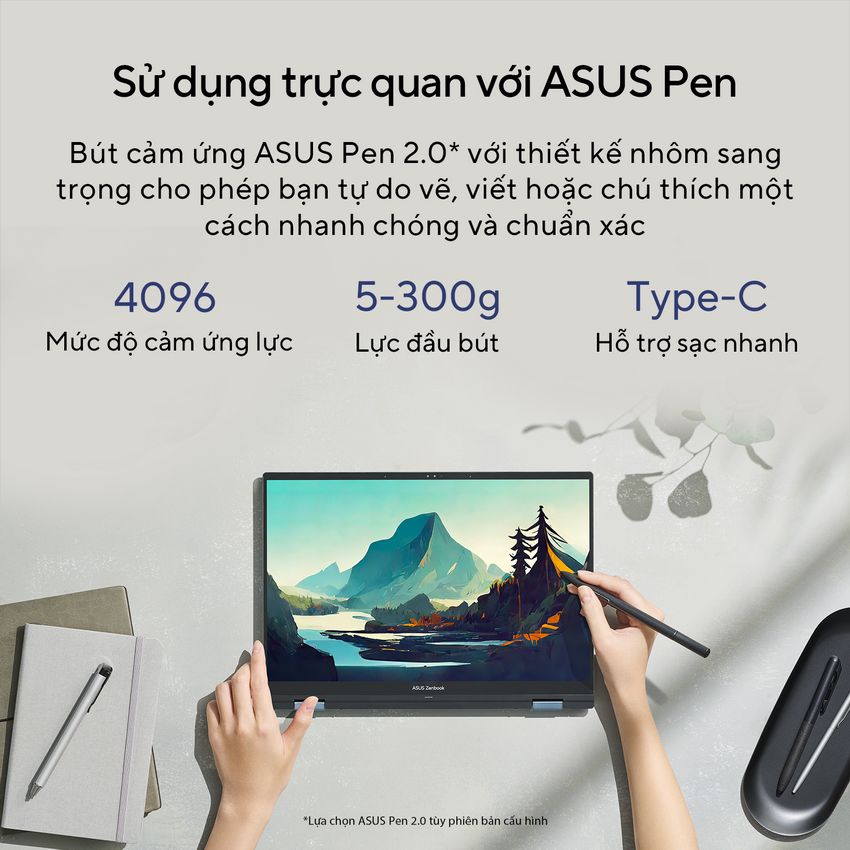 Sử dụng trực quan với ASUS Pen
Bút cảm ứng ASUS Pen 2.0* với thiết kế nhôm sang
trọng cho phép bạn tự do vẽ, viết hoặc chú thích một
cách nhanh chóng và chuẩn xác
4096
Mức độ cảm ứng lực
5-300g
Lực đầu bút
Type-C
Hỗ trợ sạc nhanh
ASUS Zenbook
*Lựa chọn ASUS Pen 2.0 tùy phiên bản cấu hình